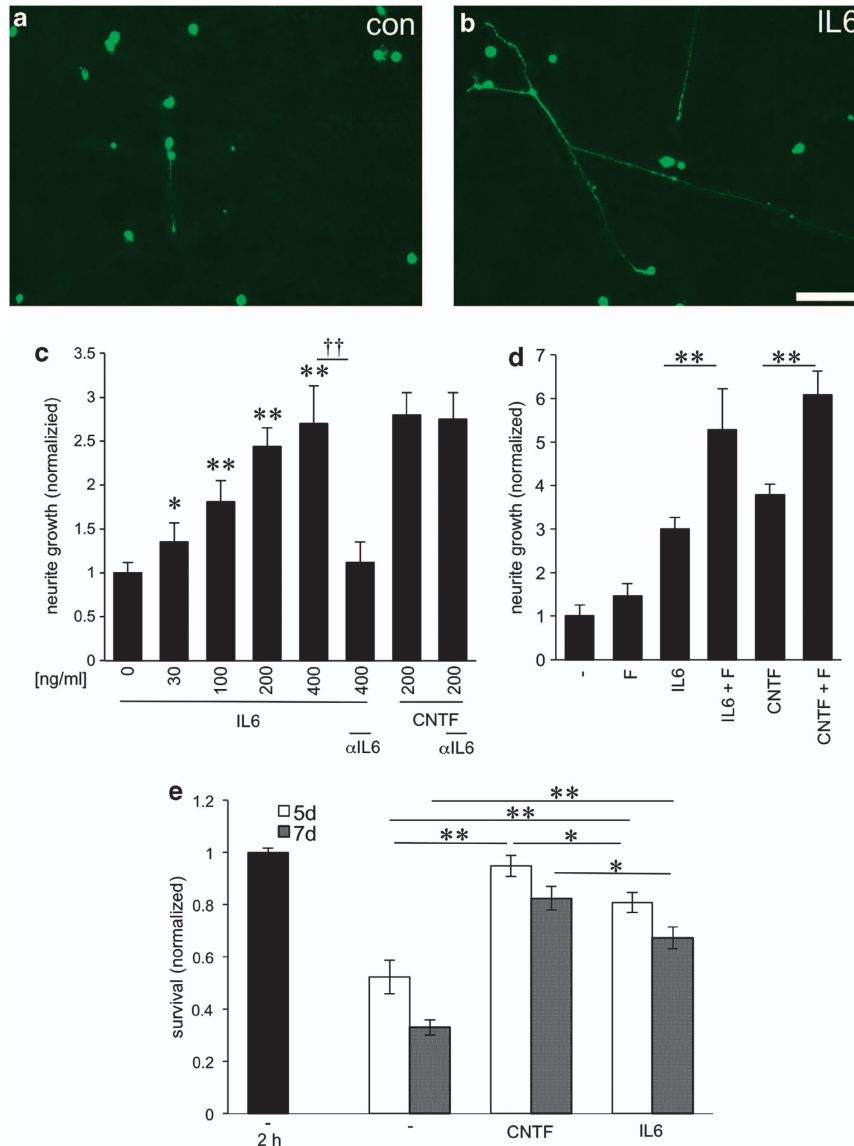 a
con
b
IL6
c
neurite growth (normalizied)
3.5
3
2.5
2
1.5
1
0.5
0
*
**
**
**
††
[ng/ml]
0
30
100
200
400
400
200
200
IL6
CNTF
αIL6
αIL6
d
neurite growth (normalized)
7
6
5
4
3
2
1
0
**
**
-
F
IL6
IL6 + F
CNTF
CNTF + F
e
survival (normalized)
1.2
1
0.8
0.6
0.4
0.2
0
5d
7d
**
**
**
*
*
-
2 h
-
CNTF
IL6